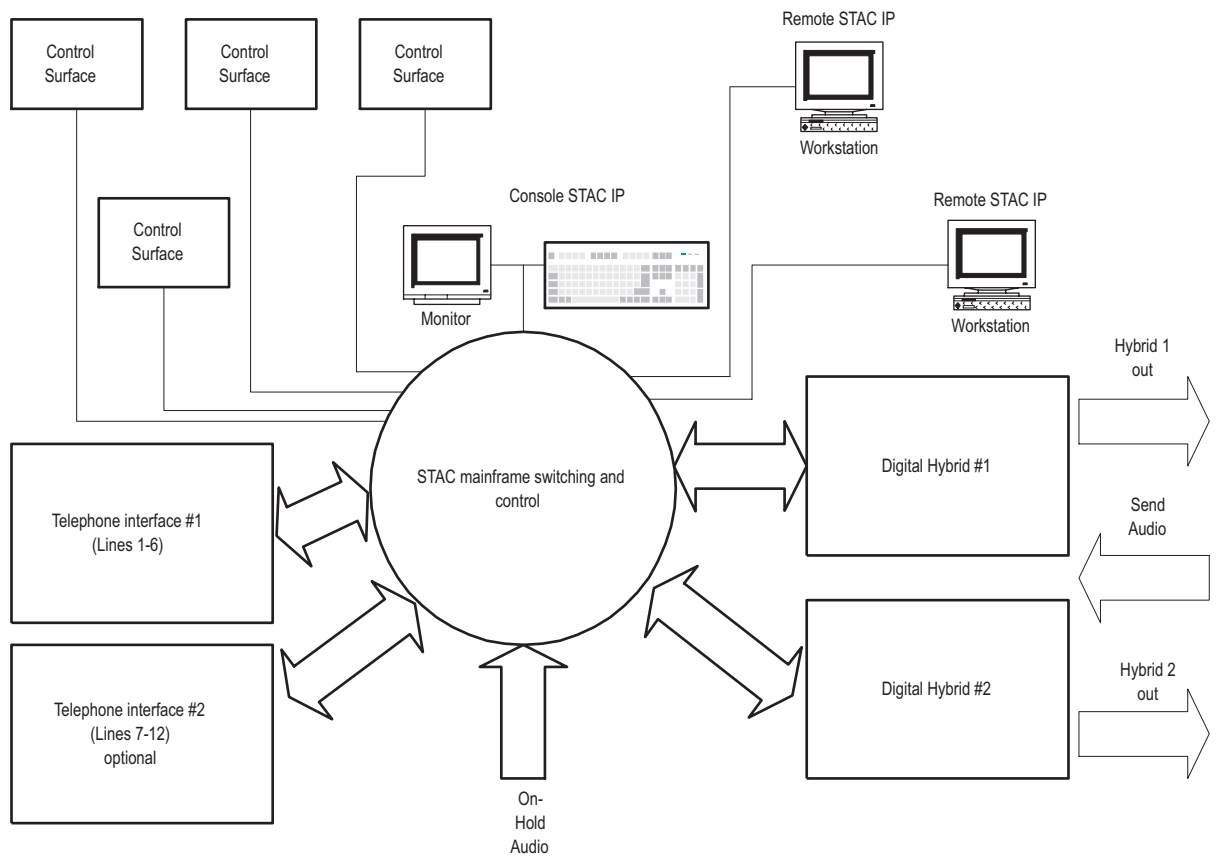 Remote STAC IP
Control
Surface
Control
Surface
Control
Surface
Workstation
Console STAC IP
Remote STAC IP
Control
Surface
Monitor
Workstation
Hybrid 1
out
STAC mainframe switching and
control
Digital Hybrid #1
Telephone interface #1
(Lines 1-6)
Send
Audio
Digital Hybrid #2
Hybrid 2
out
Telephone interface #2
(Lines 7-12)
optional
On-
Hold
Audio